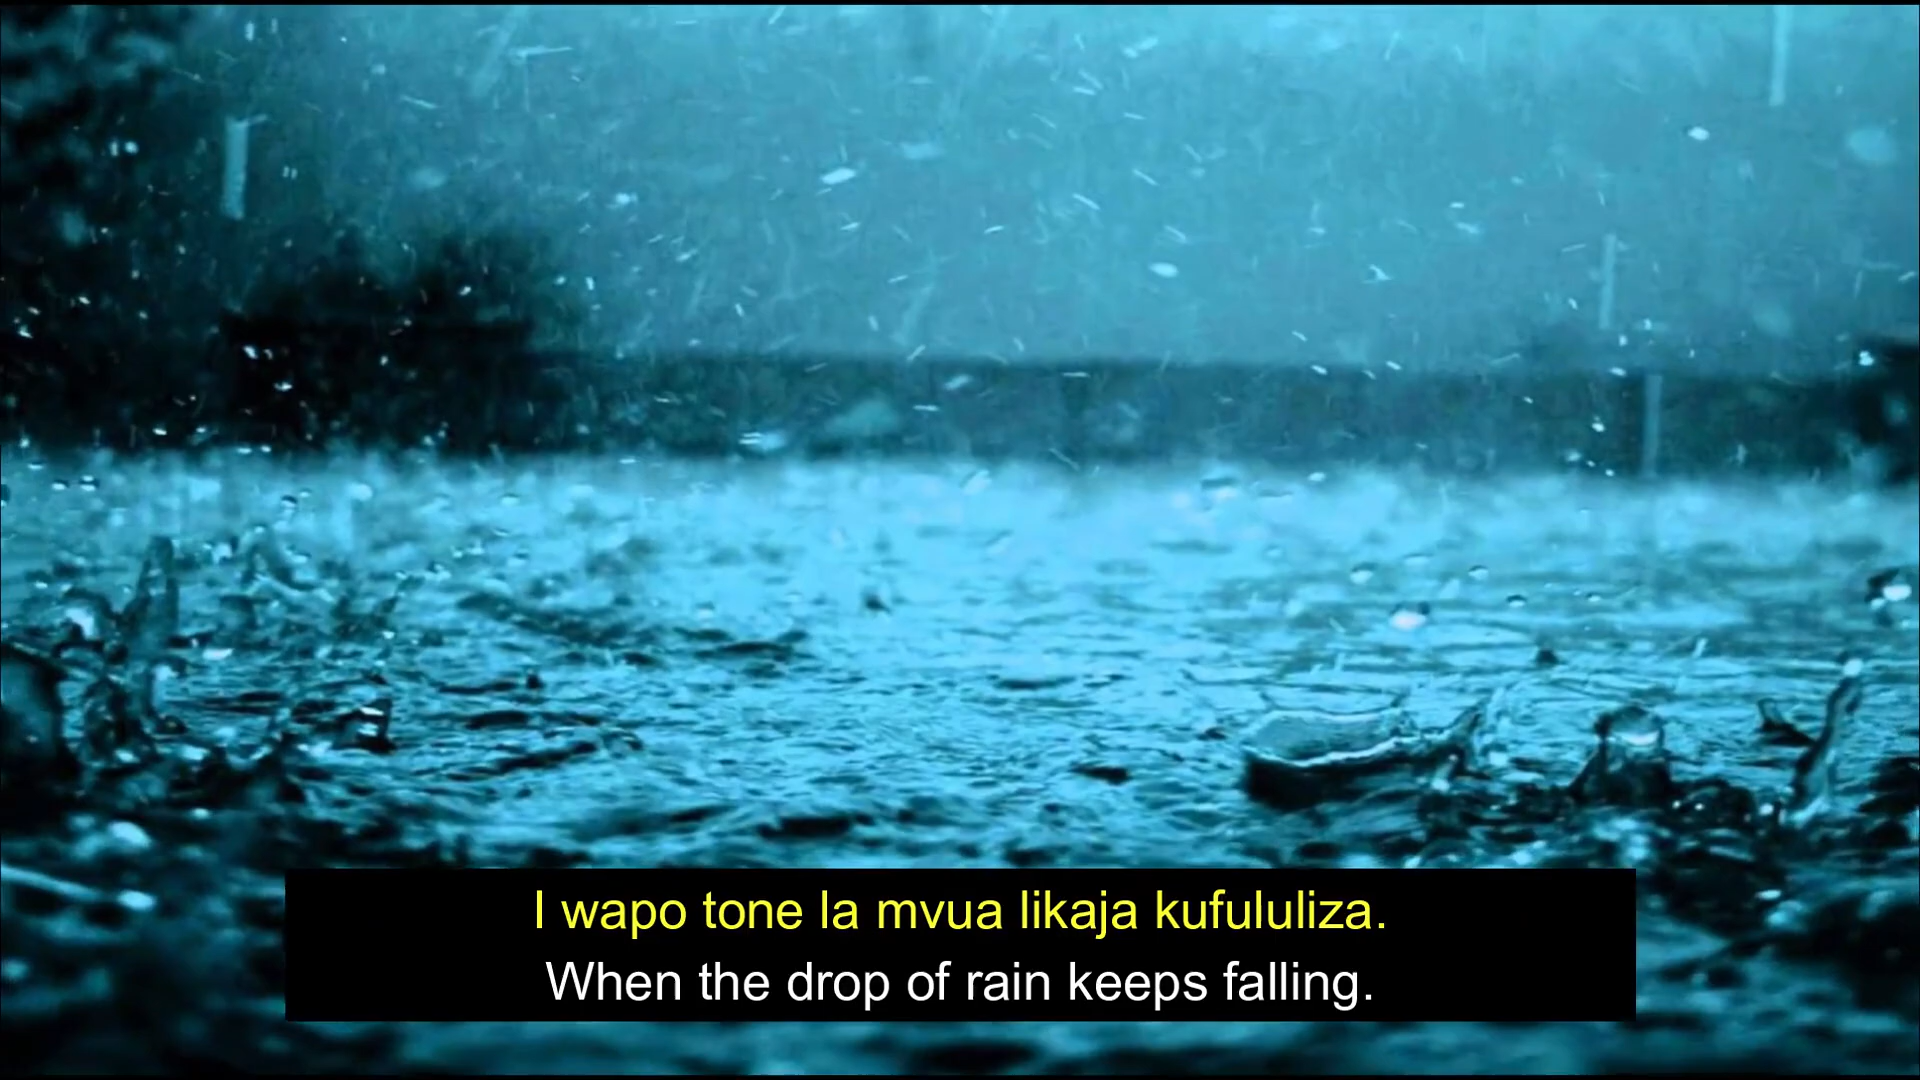 I wapo tone la mvua likaja kufululiza.
When the drop of rain keeps falling.